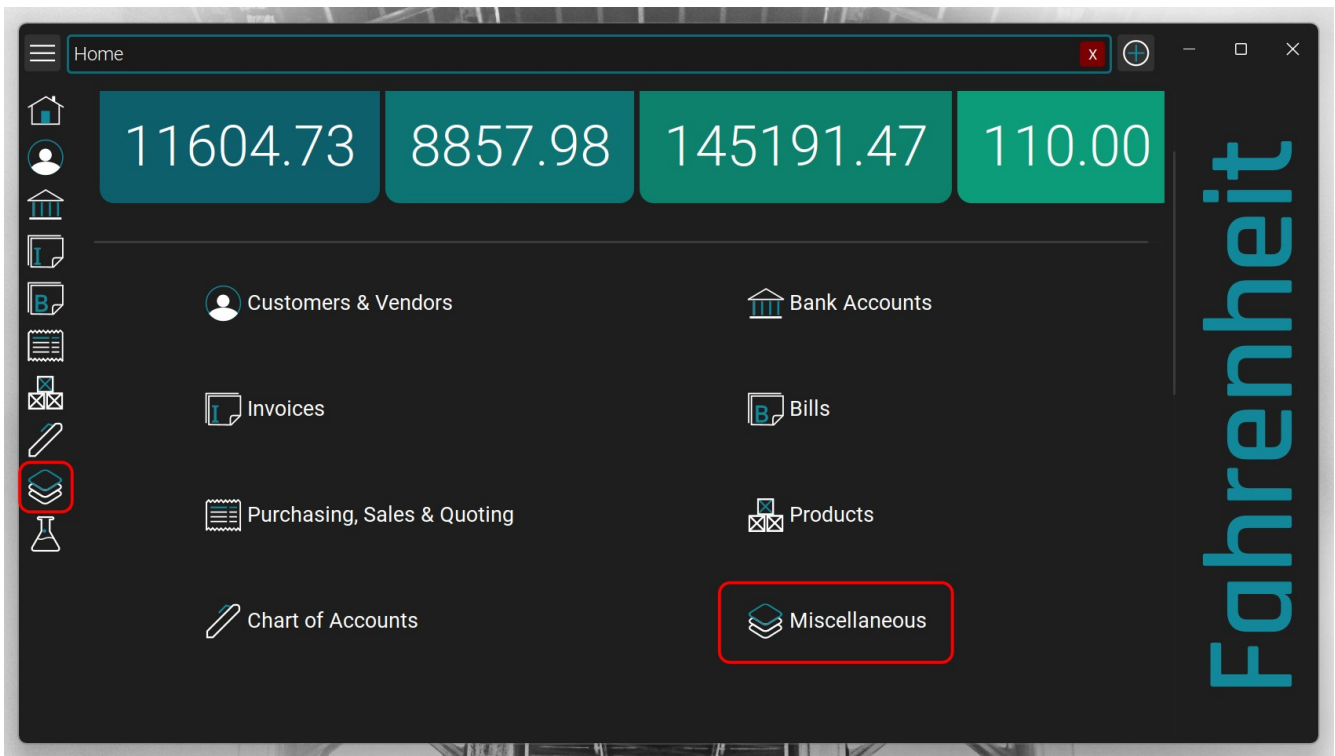 Home
X
11604.73 8857.98 145191.47 110.00
Customers & Vendors
Bank Accounts
I Invoices
B Bills
Purchasing, Sales & Quoting
Products
Chart of Accounts
Miscellaneous
I
B
Fahrenheit